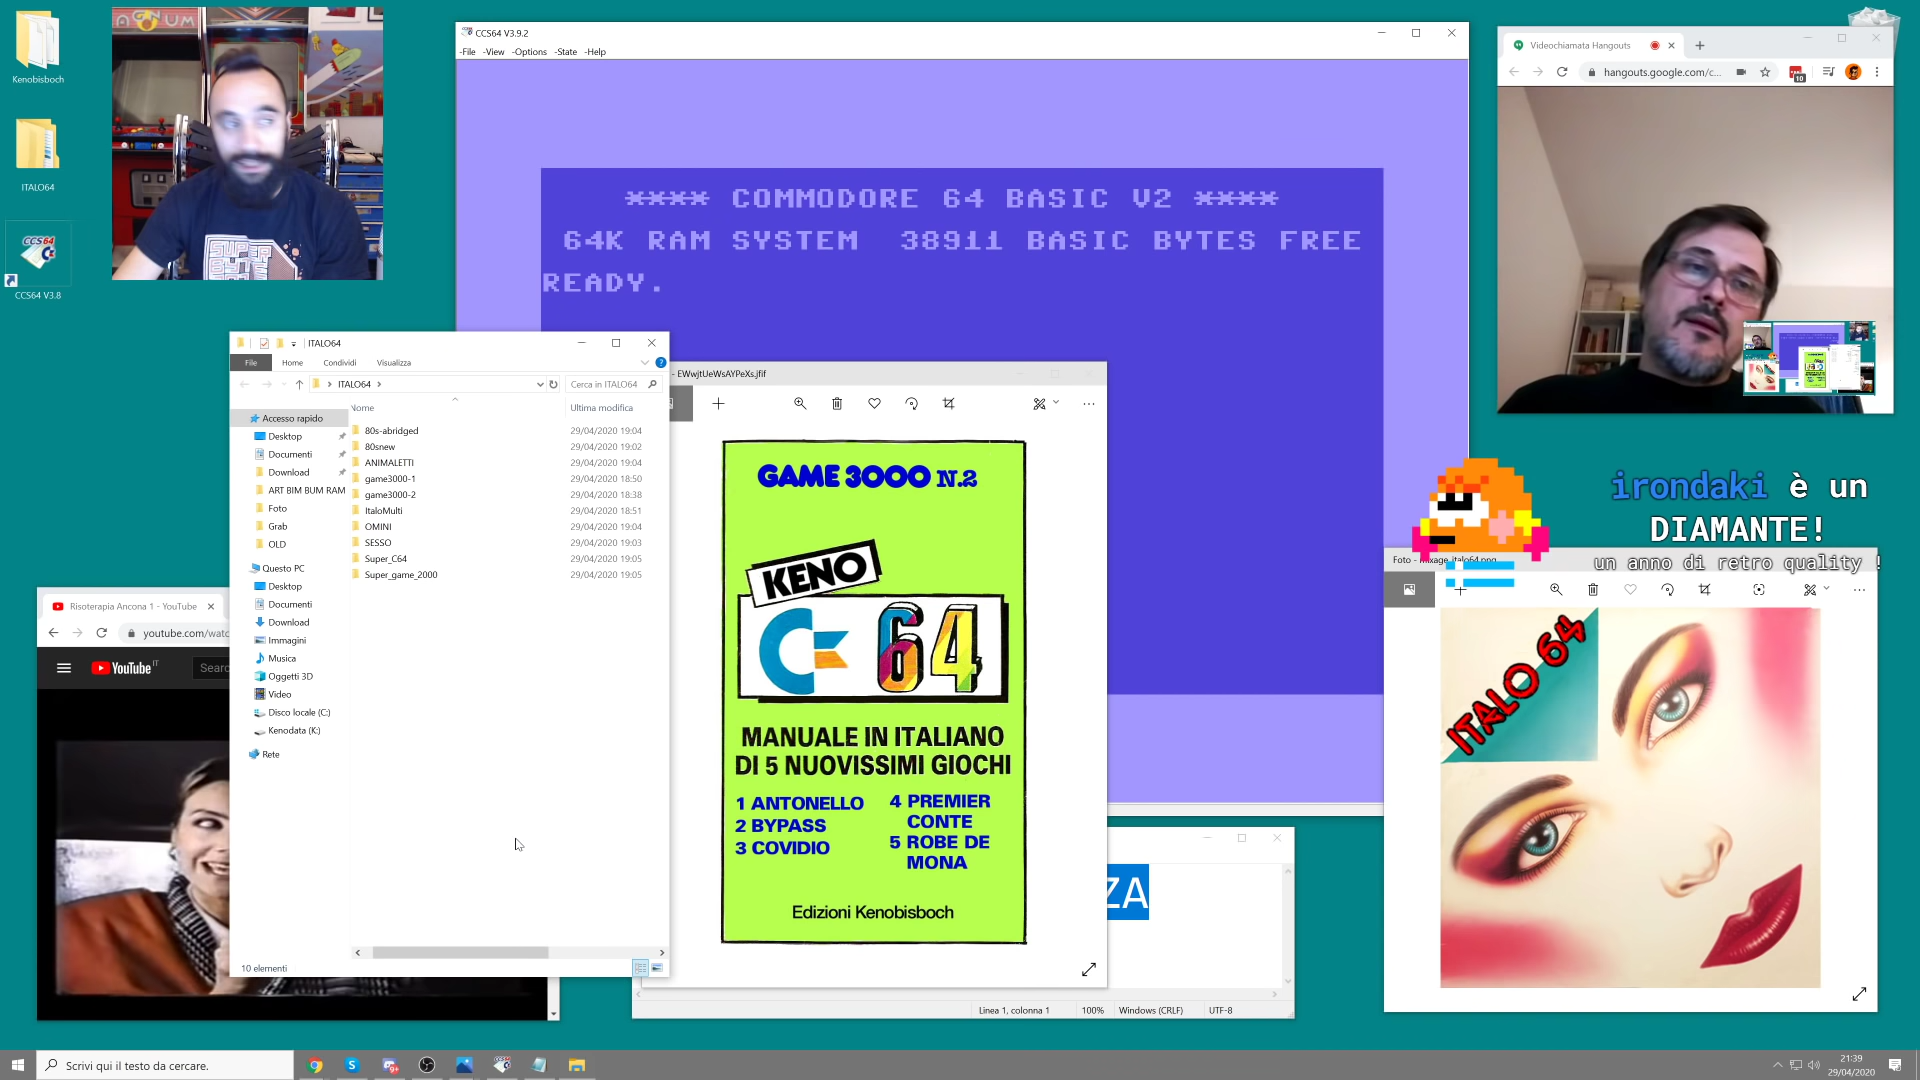 Kenobisboch
ITALO64
CCS64
CCS64 V3.8
MAGNUM
CCS64 V3.9.2
-File -View -Options -State -Help
**** COMMODORE 64 BASIC V2 ****
64K RAM SYSTEM 38911 BASIC BYTES FREE
READY.
Videochiamata Hangouts
hangouts.google.com/c...
10
ITALO64
File Home Condividi Visualizza
ITALO64
Cerca in ITALO64
Nome Ultima modifica
Accesso rapido
Desktop
Documenti
Download
ART BIM BUM RAM
Foto
Grab
OLD
Questo PC
Desktop
Documenti
Download
Immagini
Musica
Oggetti 3D
Video
Disco locale (C:)
Kenodata (K:)
Rete
80s-abridged 29/04/2020 19:04
80snew 29/04/2020 19:02
ANIMALETTI 29/04/2020 19:04
game3000-1 29/04/2020 18:50
game3000-2 29/04/2020 18:38
ItaloMulti 29/04/2020 18:51
OMINI 29/04/2020 19:04
SESSO 29/04/2020 19:03
Super_C64 29/04/2020 19:05
Super_game_2000 29/04/2020 19:05
10 elementi
- EWwjtUeWsAYPeXs.jfif
GAME 3000 N.2
KENO
C 64
MANUALE IN ITALIANO
DI 5 NUOVISSIMI GIOCHI
1 ANTONELLO
2 BYPASS
3 COVIDIO
4 PREMIER
CONTE
5 ROBE DE
MONA
Edizioni Kenobisboch
irondaki è un
DIAMANTE!
un anno di retro quality !
Foto - mixage_italo64.png
ITALO 64
Risoterapia Ancona 1 - YouTube
youtube.com/watc
YouTube IT
Searc
ZA
Linea 1, colonna 1 100% Windows (CRLF) UTF-8
Scrivi qui il testo da cercare.
21:39
29/04/2020